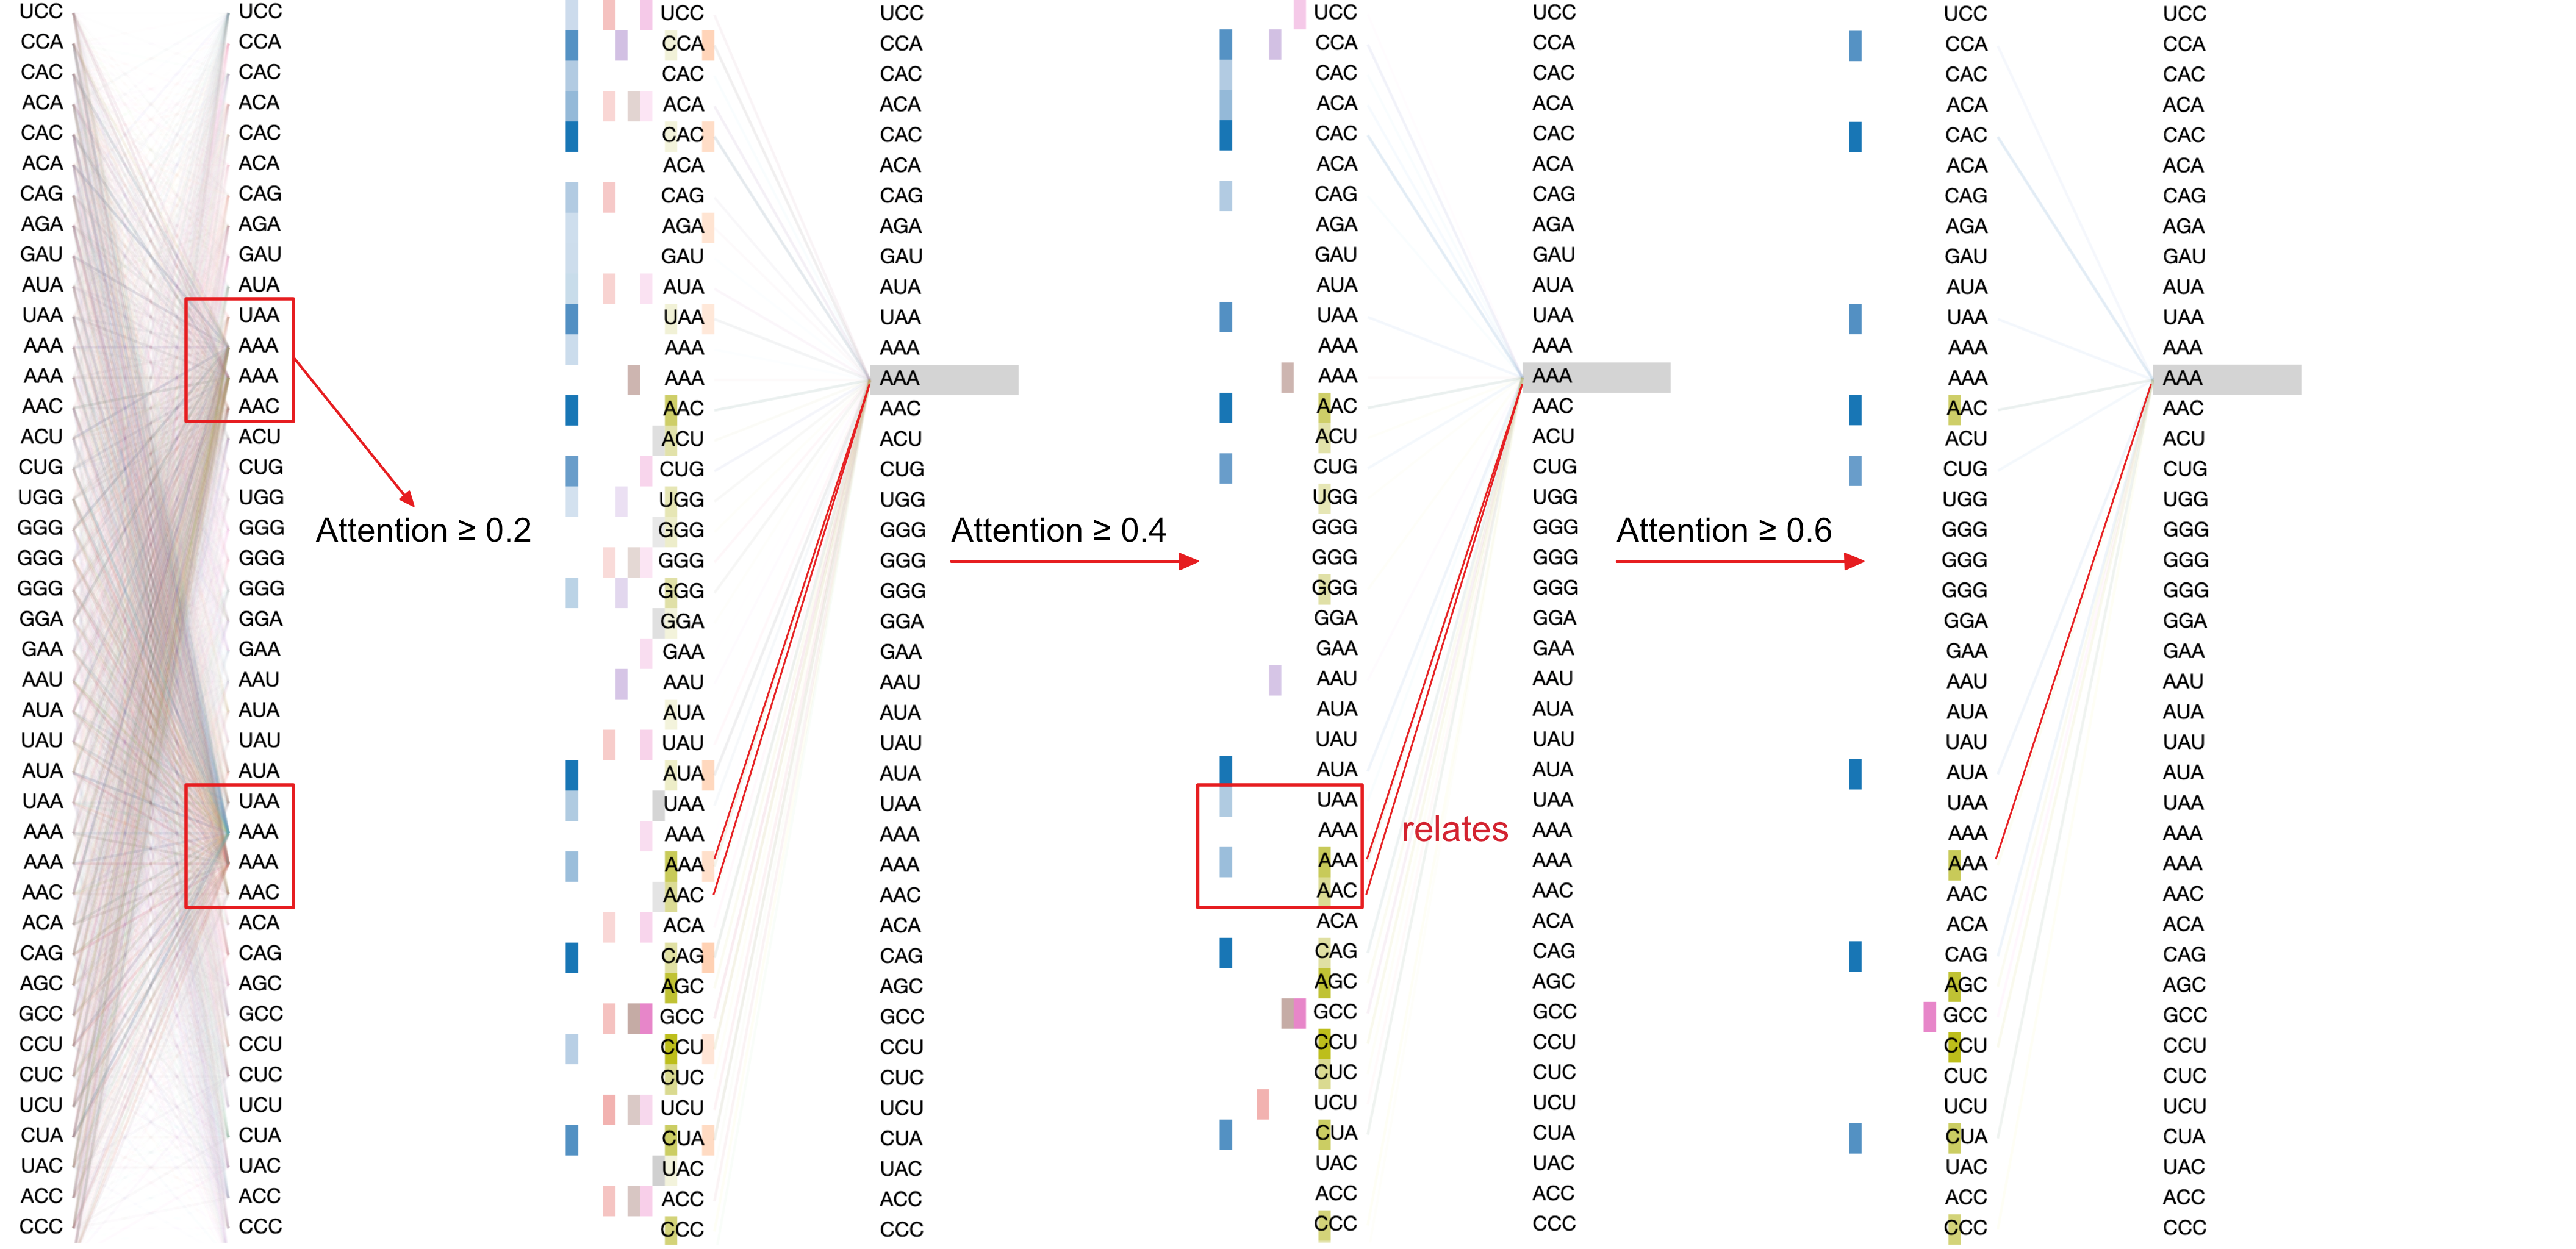 UCC UCC UCC UCC UCC UCC UCC UCC
CCA CCA CCA CCA CCA CCA CCA CCA
CAC CAC CAC CAC CAC CAC CAC CAC
ACA ACA ACA ACA ACA ACA ACA ACA
CAC CAC CAC CAC CAC CAC CAC CAC
ACA ACA ACA ACA ACA ACA ACA ACA
CAG CAG CAG CAG CAG CAG CAG CAG
AGA AGA AGA AGA AGA AGA AGA AGA
GAU GAU GAU GAU GAU GAU GAU GAU
AUA AUA AUA AUA AUA AUA AUA AUA
UAA UAA UAA UAA UAA UAA UAA UAA
AAA AAA AAA AAA AAA AAA AAA AAA
AAA AAA AAA AAA AAA AAA AAA AAA
AAC AAC AAC AAC AAC AAC AAC AAC
ACU ACU ACU ACU ACU ACU ACU ACU
CUG CUG CUG CUG CUG CUG CUG CUG
UGG UGG UGG UGG UGG UGG UGG UGG
GGG GGG Attention ≥ 0.2 GGG GGG Attention ≥ 0.4 GGG GGG Attention ≥ 0.6 GGG GGG
GGG GGG GGG GGG GGG GGG GGG GGG
GGG GGG GGG GGG GGG GGG GGG GGG
GGA GGA GGA GGA GGA GGA GGA GGA
GAA GAA GAA GAA GAA GAA GAA GAA
AAU AAU AAU AAU AAU AAU AAU AAU
AUA AUA AUA AUA AUA AUA AUA AUA
UAU UAU UAU UAU UAU UAU UAU UAU
AUA AUA AUA AUA AUA AUA AUA AUA
UAA UAA UAA UAA UAA UAA UAA UAA
AAA AAA AAA AAA AAA relates AAA AAA AAA
AAA AAA AAA AAA AAA AAA AAA AAA
AAC AAC AAC AAC AAC AAC AAC AAC
ACA ACA ACA ACA ACA ACA ACA ACA
CAG CAG CAG CAG CAG CAG CAG CAG
AGC AGC AGC AGC AGC AGC AGC AGC
GCC GCC GCC GCC GCC GCC GCC GCC
CCU CCU CCU CCU CCU CCU CCU CCU
CUC CUC CUC CUC CUC CUC CUC CUC
UCU UCU UCU UCU UCU UCU UCU UCU
CUA CUA CUA CUA CUA CUA CUA CUA
UAC UAC UAC UAC UAC UAC UAC UAC
ACC ACC ACC ACC ACC ACC ACC ACC
CCC CCC CCC CCC CCC CCC CCC CCC